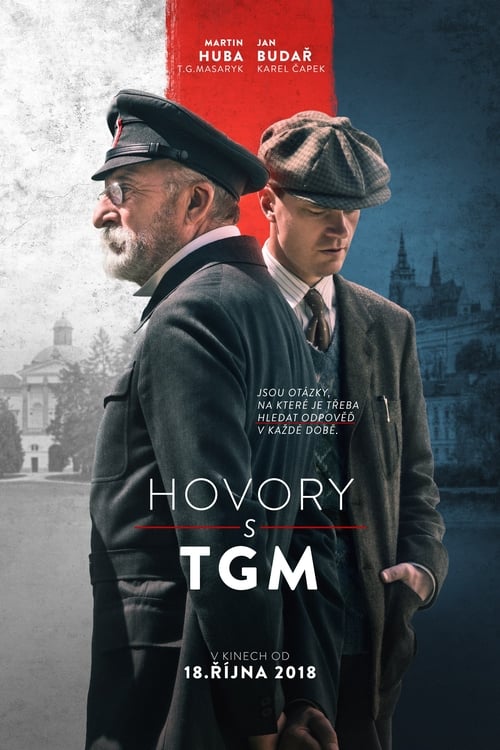 MARTIN
HUBA
T.G.MASARYK
JAN
BUDAŘ
KAREL ČAPEK
JSOU OTÁZKY,
NA KTERÉ JE TŘEBA
HLEDAT ODPOVĚĎ
V KAŽDÉ DOBĚ.
HOVORY
S
TGM
V KINECH OD
18.ŘÍJNA 2018